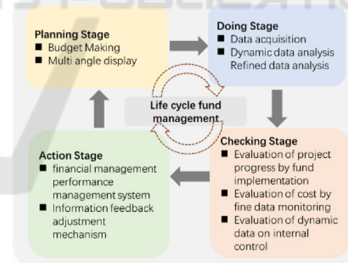 Planning Stage
■ Budget Making
■ Multi angle display
Doing Stage
■ Data acquisition
■ Dynamic data analysis
Refined data analysis
Life cycle fund
management
Action Stage
■ financial management
performance
management system
■ Information feedback
adjustment
mechanism
Checking Stage
■ Evaluation of project
progress by fund
implementation
■ Evaluation of cost by
fine data monitoring
■ Evaluation of dynamic
data on internal
control